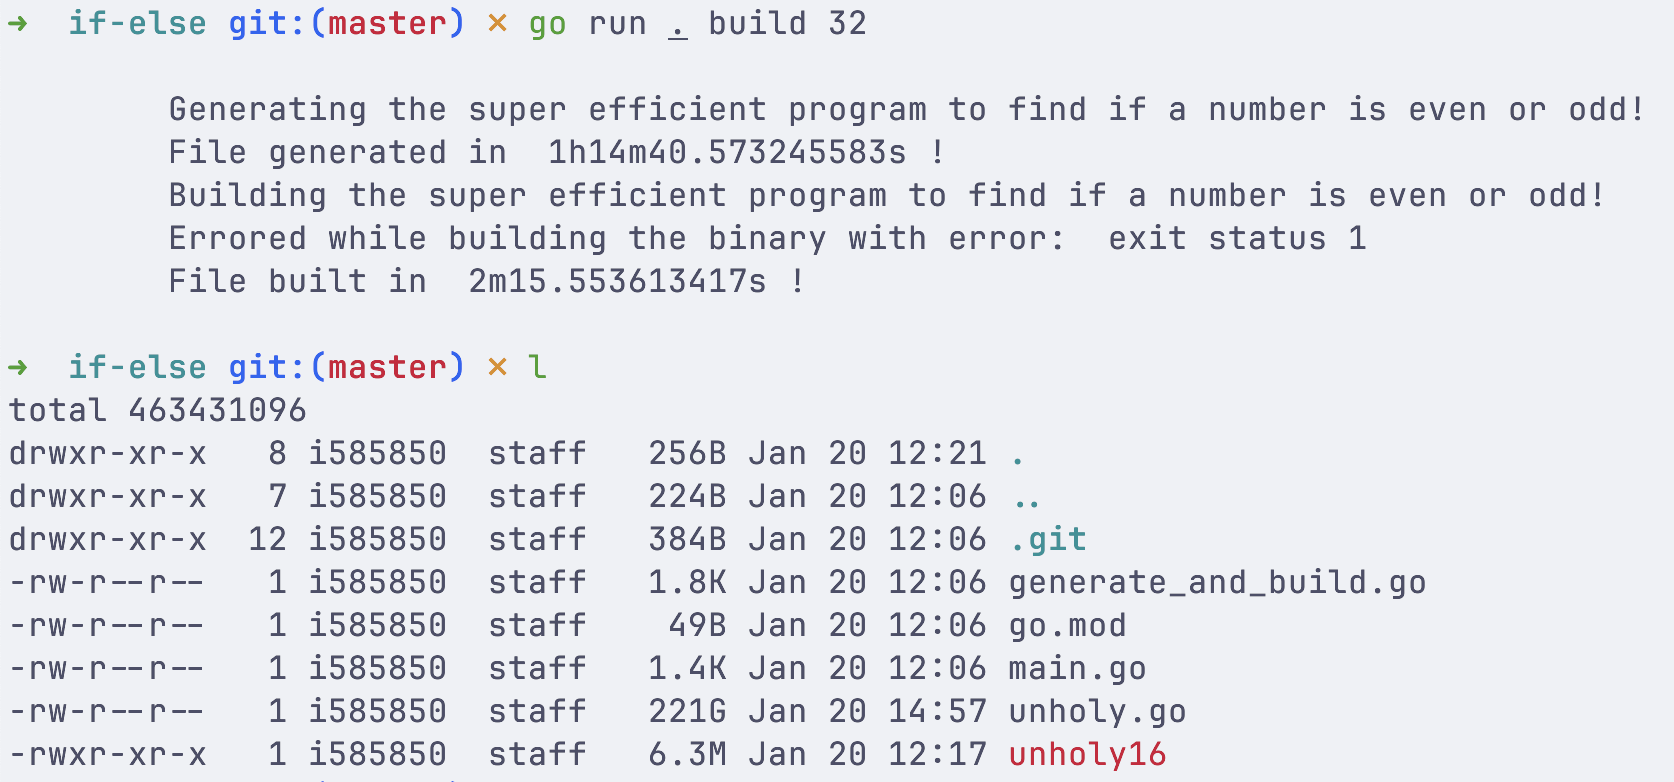 ➜  if-else git:(master) ✗ go run . build 32
Generating the super efficient program to find if a number is even or odd!
File generated in  1h14m40.573245583s !
Building the super efficient program to find if a number is even or odd!
Errored while building the binary with error:  exit status 1
File built in  2m15.553613417s !
➜  if-else git:(master) ✗ l
total 463431096
drwxr-xr-x   8 i585850  staff   256B Jan 20 12:21 .
drwxr-xr-x   7 i585850  staff   224B Jan 20 12:06 ..
drwxr-xr-x  12 i585850  staff   384B Jan 20 12:06 .git
-rw-r--r--   1 i585850  staff   1.8K Jan 20 12:06 generate_and_build.go
-rw-r--r--   1 i585850  staff    49B Jan 20 12:06 go.mod
-rw-r--r--   1 i585850  staff   1.4K Jan 20 12:06 main.go
-rw-r--r--   1 i585850  staff   221G Jan 20 14:57 unholy.go
-rwxr-xr-x   1 i585850  staff   6.3M Jan 20 12:17 unholy16